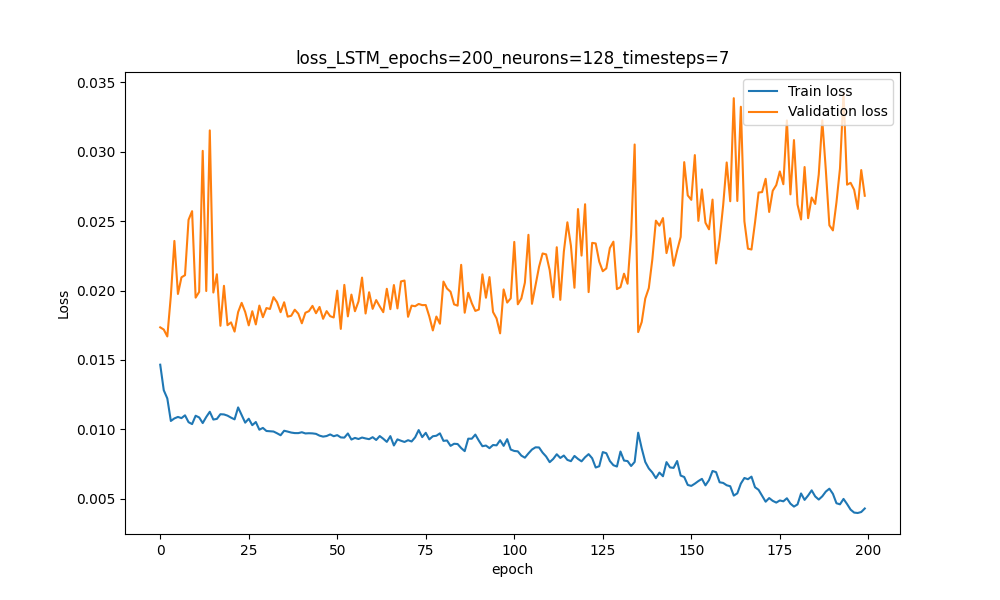 loss_LSTM_epochs=200_neurons=128_timesteps=7
Train loss
Validation loss
0.035
0.030
0.025
0.020
0.015
0.010
0.005
Loss
0 25 50 75 100 125 150 175 200
epoch